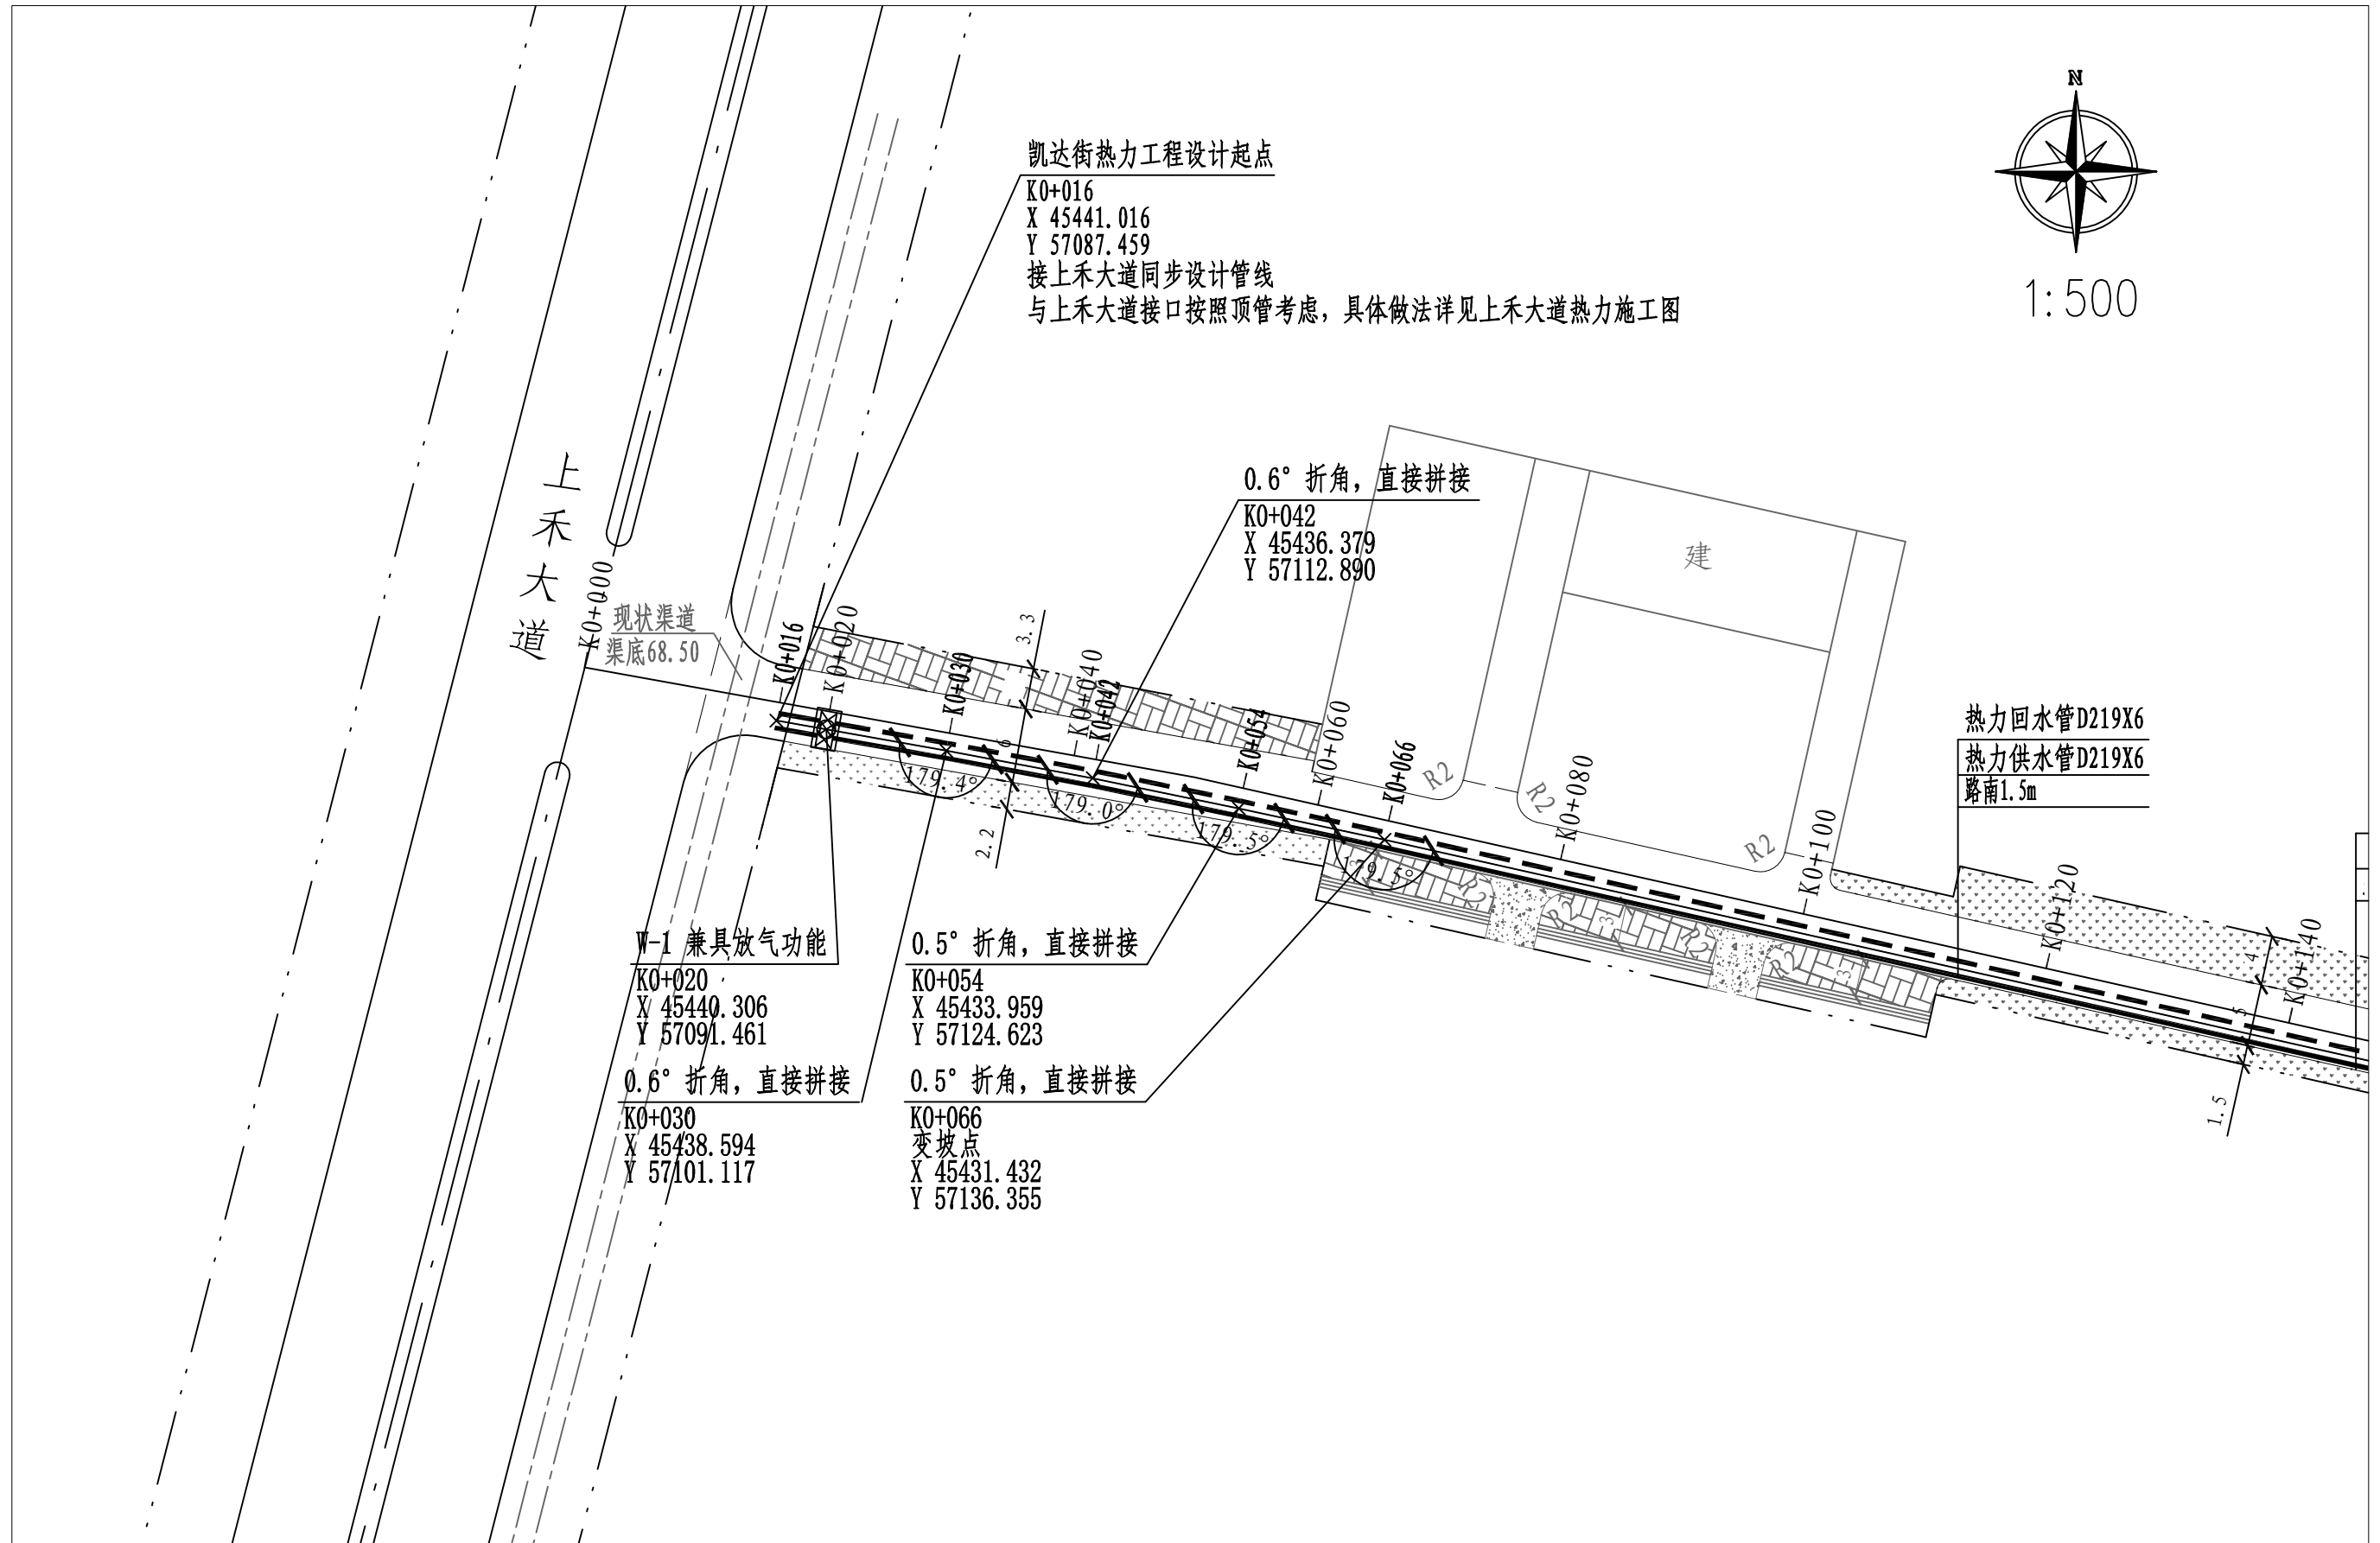 N
1:500
凯达街热力工程设计起点
K0+016
X 45441.016
Y 57087.459
接上禾大道同步设计管线
与上禾大道接口按照顶管考虑，具体做法详见上禾大道热力施工图
上禾大道
0.6° 折角，直接拼接
K0+042
X 45436.379
Y 57112.890
建
K0+000
现状渠道
渠底68.50
K0+016
K0+020
K0+030
3.3
K0+040
K0+042
6
2.2
K0+054
K0+060
K0+066
K0+080
K0+100
K0+120
K0+140
R2
R2
R2
179.4°
179.0°
179.5°
179.5°
3
R2
R2
3
R2
R2
3
4
5
1.5
热力回水管D219X6
热力供水管D219X6
路南1.5m
W-1 兼具放气功能
K0+020
X 45440.306
Y 57091.461
0.5° 折角，直接拼接
K0+054
X 45433.959
Y 57124.623
0.6° 折角，直接拼接
K0+030
X 45438.594
Y 57101.117
0.5° 折角，直接拼接
K0+066
变坡点
X 45431.432
Y 57136.355